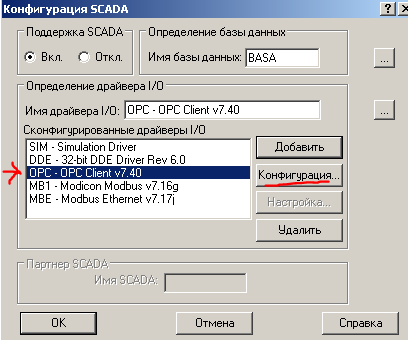 Конфигурация SCADA
Поддержка SCADA
Вкл. Откл.
Определение базы данных
Имя базы данных: BASA ...
Определение драйвера I/O
Имя драйвера I/O: OPC - OPC Client v7.40 ...
Сконфигурированные драйверы I/O
SIM - Simulation Driver
DDE - 32-bit DDE Driver Rev 6.0
OPC - OPC Client v7.40
MB1 - Modicon Modbus v7.16g
MBE - Modbus Ethernet v7.17j
Добавить
Конфигурация...
Настройка...
Удалить
Партнер SCADA
Имя SCADA:
OK Отмена Справка